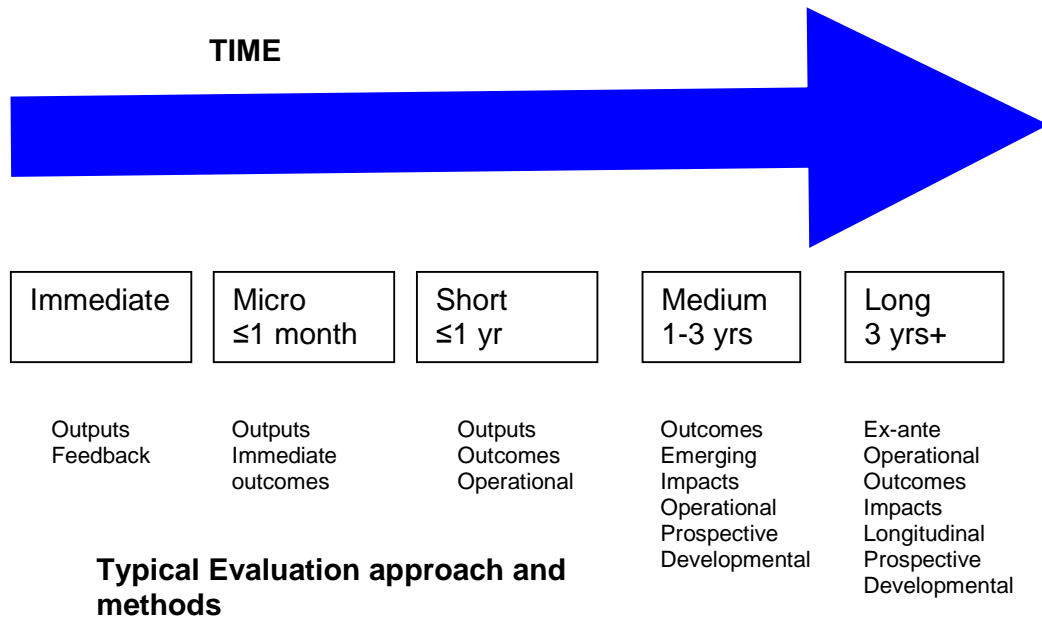 TIME
Immediate
Micro
≤1 month
Short
≤1 yr
Medium
1-3 yrs
Long
3 yrs+
Outputs
Feedback
Outputs
Immediate
outcomes
Outputs
Outcomes
Operational
Outcomes
Emerging
Impacts
Operational
Prospective
Developmental
Ex-ante
Operational
Outcomes
Impacts
Longitudinal
Prospective
Developmental
Typical Evaluation approach and
methods